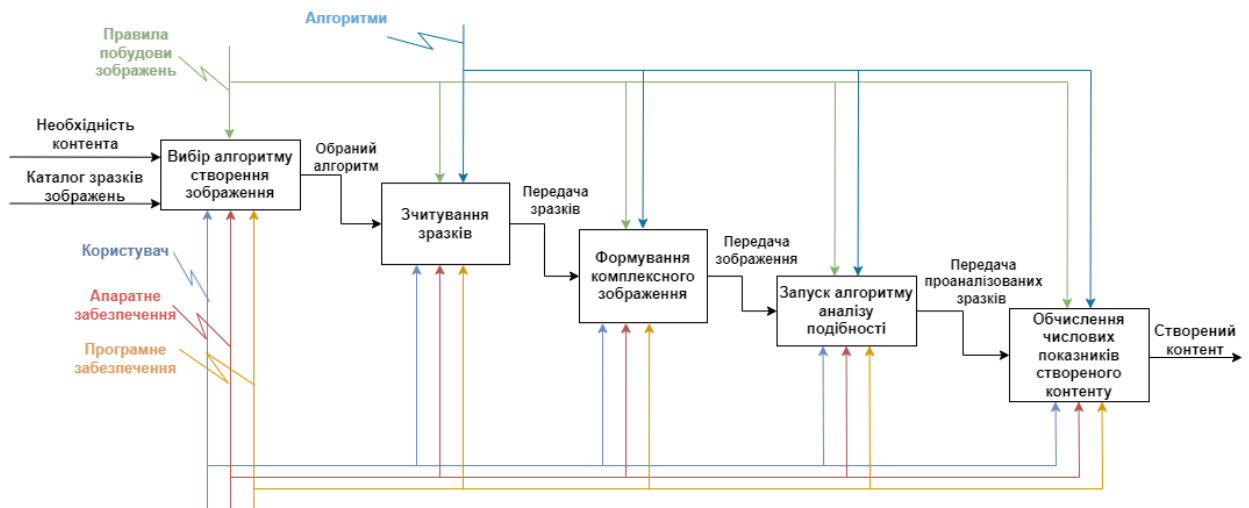 Алгоритми
Правила
побудови
зображень
Необхідність
контента
Каталог зразків
зображень
Вибір алгоритму
створення
зображення
Обраний
алгоритм
Зчитування
зразків
Передача
зразків
Формування
комплексного
зображення
Передача
зображення
Запуск алгоритму
аналізу
подібності
Передача
проаналізованих
зразків
Обчислення
числових
показників
створеного
контенту
Створений
контент
Користувач
Апаратне
забезпечення
Програмне
забезпечення